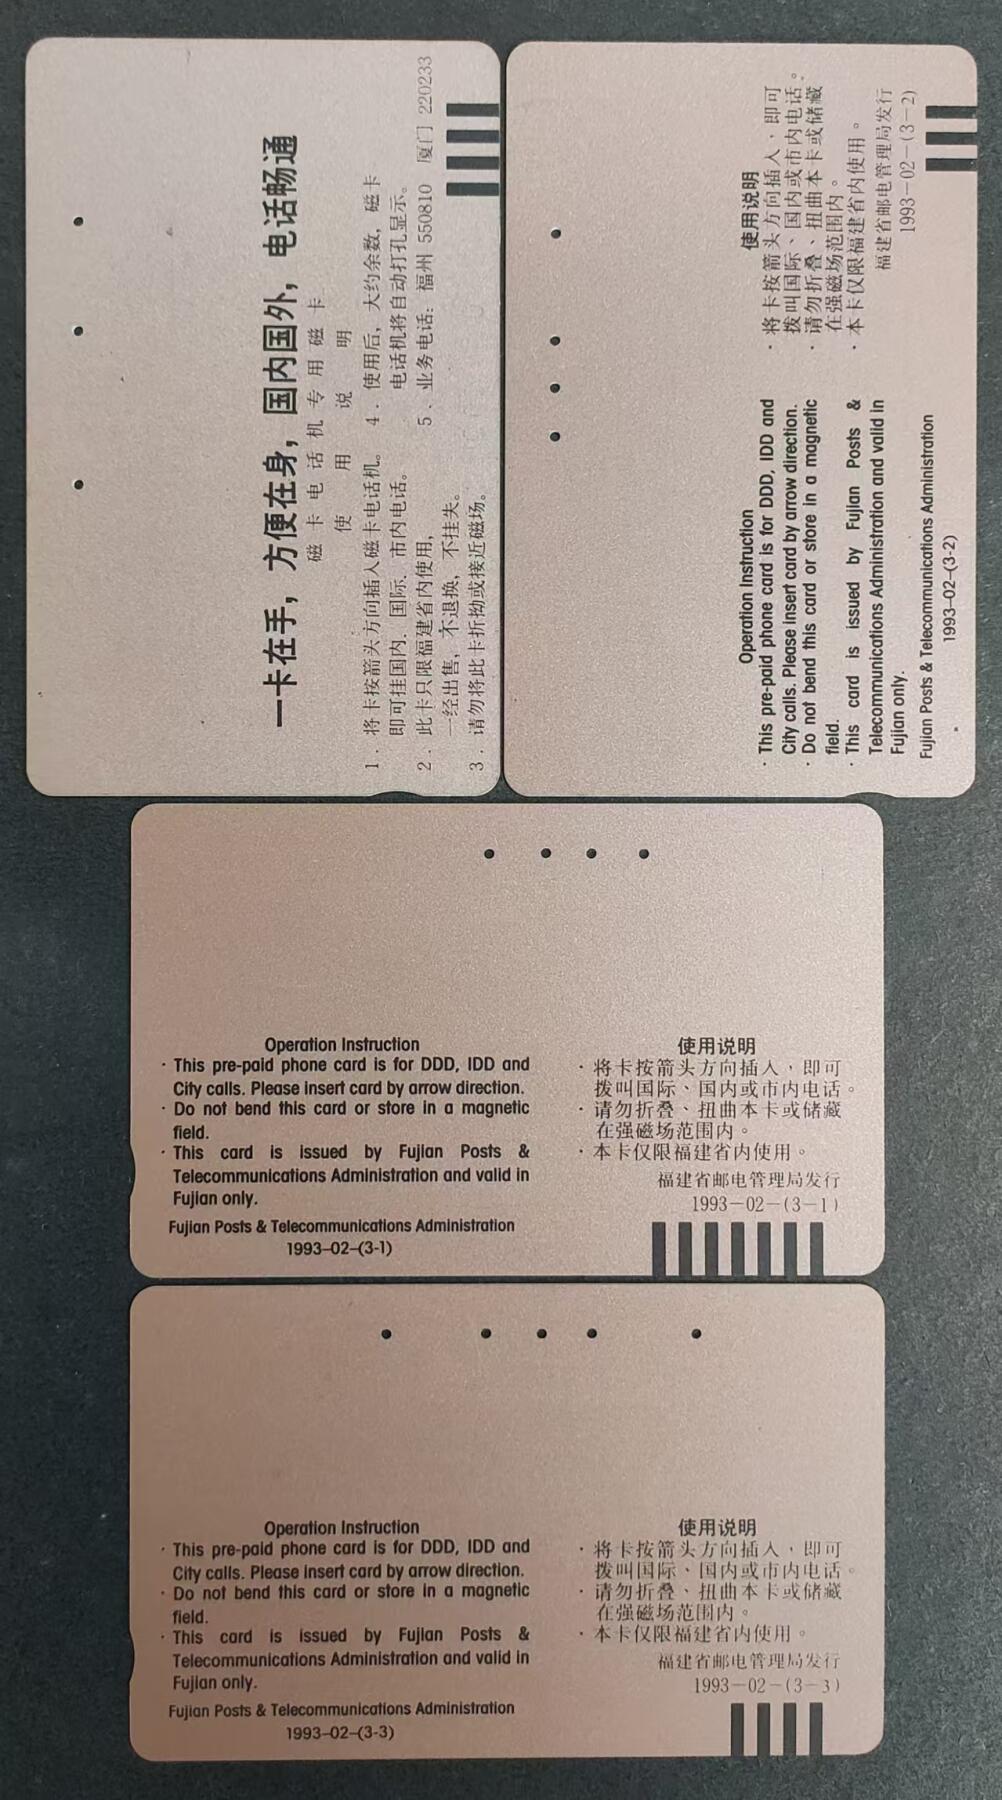 一卡在手，方便在身，国内国外，电话畅通
磁卡电话机专用磁卡
使用说明
1．将卡按箭头方向插入磁卡电话机。
即可挂国内．国际．市内电话。
2．此卡只限福建省内使用，
一经出售，不退换，不挂失。
3．请勿将此卡折拗或接近磁场。
4．使用后，大约余数，磁卡
电话机将自动打孔显示。
5、业务电话：福州 550810 厦门 220233
Operation Instruction
· This pre-paid phone card is for DDD, IDD and
City calls. Please insert card by arrow direction.
· Do not bend this card or store in a magnetic
field.
· This card is issued by Fujian Posts &
Telecommunications Administration and valid in
Fujian only.
Fujian Posts & Telecommunications Administration
1993-02-(3-2)
使用说明
· 将卡按箭头方向插入，即可
拨叫国际、国内或市内电话。
· 请勿折叠、扭曲本卡或储藏
在强磁场范围内。
· 本卡仅限福建省内使用。
福建省邮电管理局发行
1993-02-(3-2)
Operation Instruction
· This pre-paid phone card is for DDD, IDD and
City calls. Please insert card by arrow direction.
· Do not bend this card or store in a magnetic
field.
· This card is issued by Fujian Posts &
Telecommunications Administration and valid in
Fujian only.
Fujian Posts & Telecommunications Administration
1993-02-(3-1)
使用说明
· 将卡按箭头方向插入，即可
拨叫国际、国内或市内电话。
· 请勿折叠、扭曲本卡或储藏
在强磁场范围内。
· 本卡仅限福建省内使用。
福建省邮电管理局发行
1993-02-(3-1)
Operation Instruction
· This pre-paid phone card is for DDD, IDD and
City calls. Please insert card by arrow direction.
· Do not bend this card or store in a magnetic
field.
· This card is issued by Fujian Posts &
Telecommunications Administration and valid in
Fujian only.
Fujian Posts & Telecommunications Administration
1993-02-(3-3)
使用说明
· 将卡按箭头方向插入，即可
拨叫国际、国内或市内电话。
· 请勿折叠、扭曲本卡或储藏
在强磁场范围内。
· 本卡仅限福建省内使用。
福建省邮电管理局发行
1993-02-(3-3)